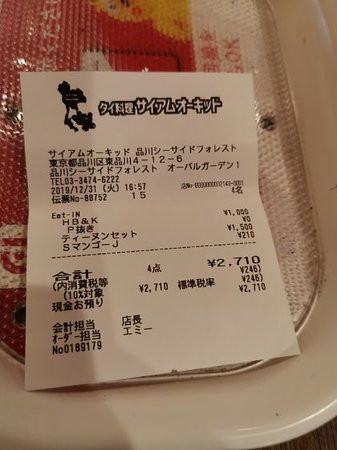 タイ料理 サイアムオーキッド
サイアムオーキッド 品川シーサイドフォレスト
東京都品川区東品川4-12-6
品川シーサイドフォレスト オーバルガーデン1
TEL03-3474-6222
2019/12/31 (火) 16:57
伝票No-88752 15 4名
Eat-IN
HB&K ¥1,000
P抜き ¥0
ティーヌンセット ¥1,500
SマンゴーJ ¥210
合計 4点 ¥2,710
(内消費税等 ¥246)
(10%対象 ¥2,710 標準税率 ¥246)
現金お預り ¥2,710
会計担当 店長
オーダー担当 エミー
No0189179